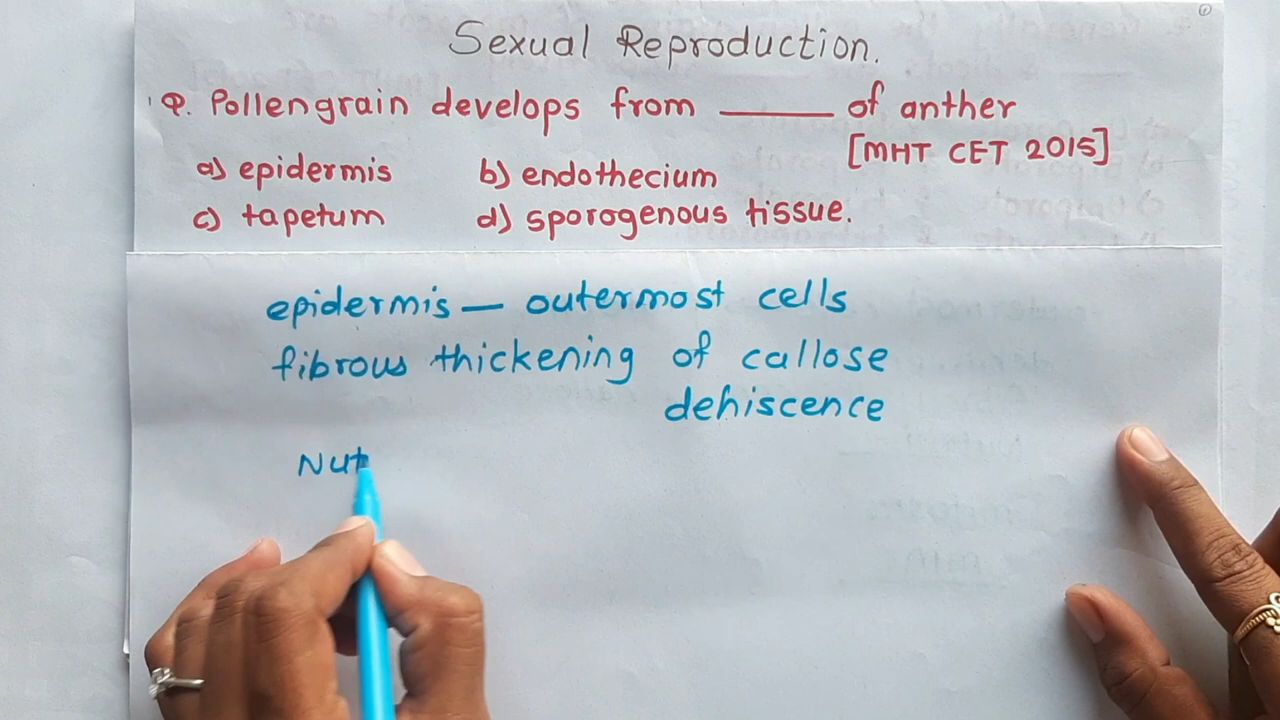 Sexual Reproduction.
Q. Pollengrain develops from ______ of anther
[MHT CET 2015]
a) epidermis b) endothecium
c) tapetum d) sporogenous tissue.
epidermis — outermost cells
fibrous thickening of callose
dehiscence
Nut